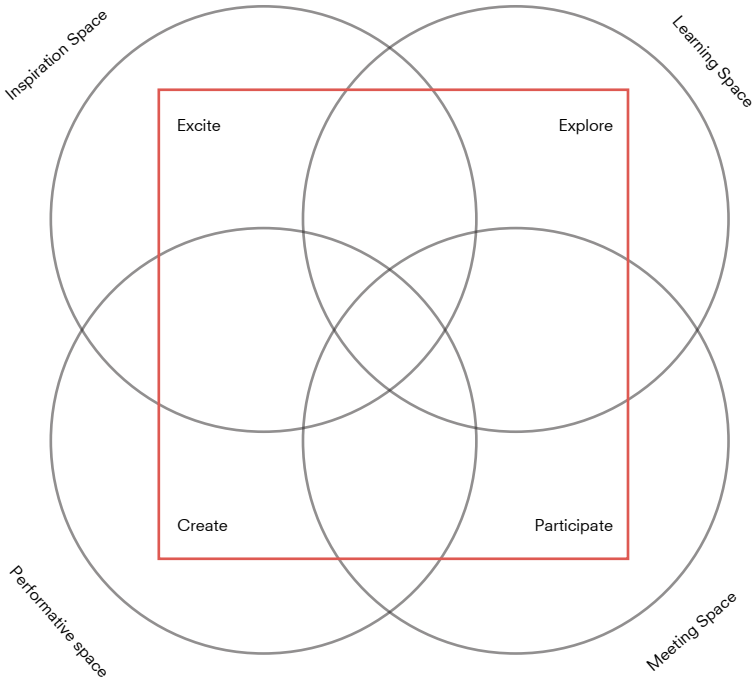 Inspiration Space
Learning Space
Excite
Explore
Create
Participate
Performative space
Meeting Space